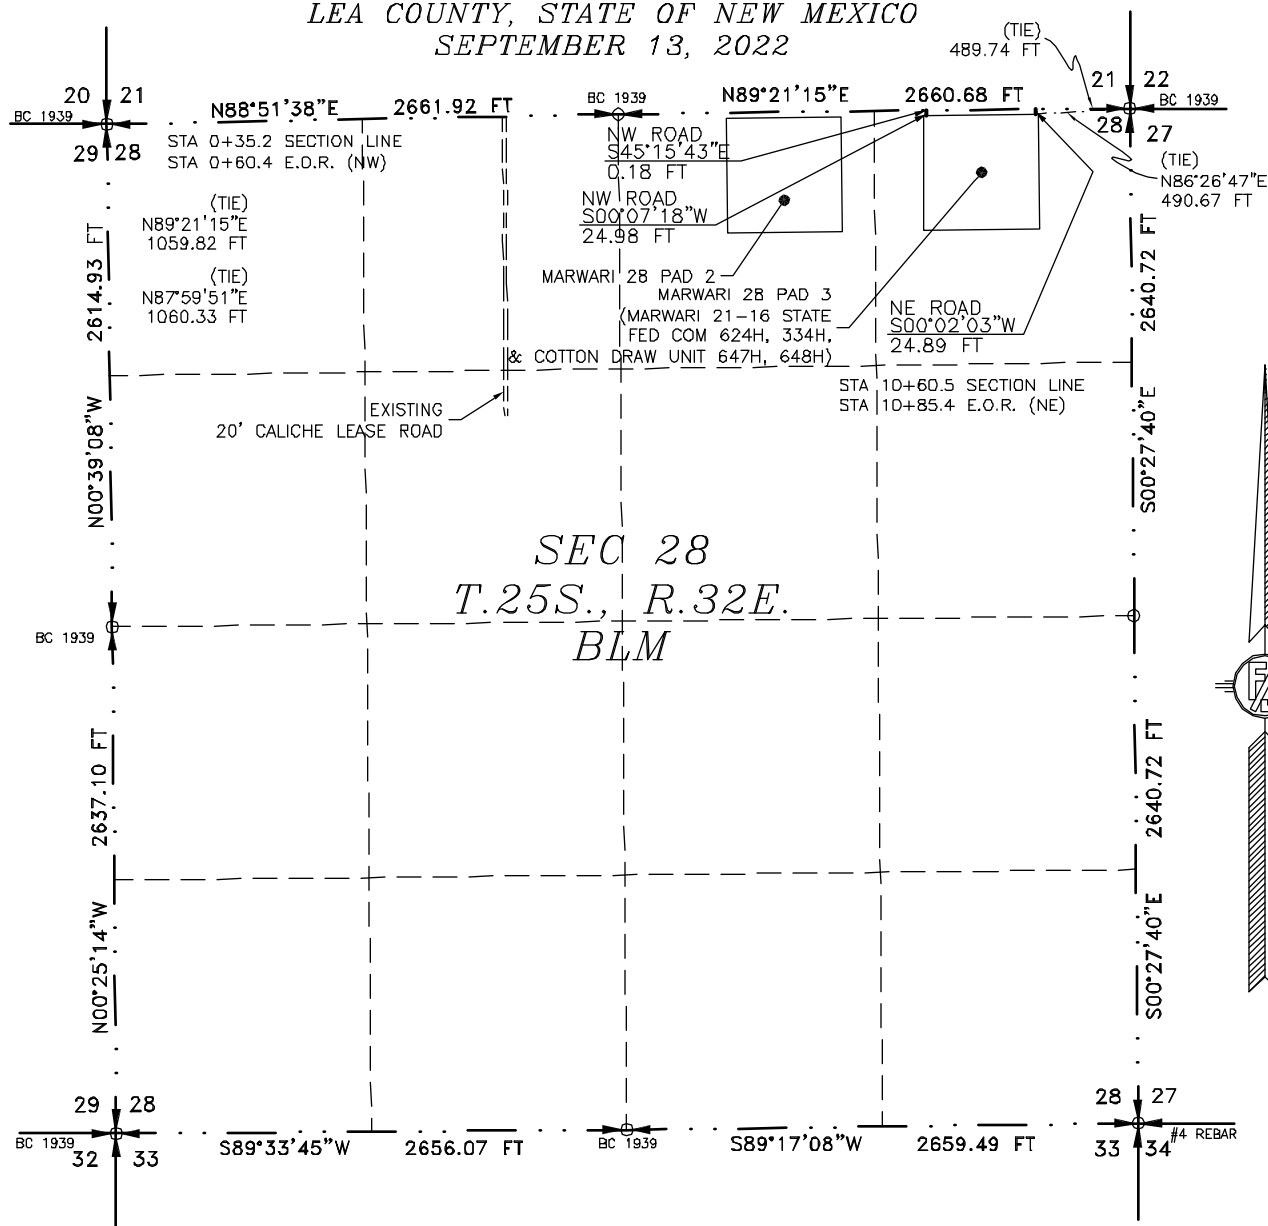 LEA COUNTY, STATE OF NEW MEXICO
SEPTEMBER 13, 2022
(TIE)
489.74 FT
20 21
21 22
BC 1939
N88°51'38"E 2661.92 FT
BC 1939
N89°21'15"E 2660.68 FT
BC 1939
29 28
28 27
STA 0+35.2 SECTION LINE
STA 0+60.4 E.O.R. (NW)
NW ROAD
S45°15'43"E
0.18 FT
(TIE)
N86°26'47"E
490.67 FT
(TIE)
N89°21'15"E
1059.82 FT
NW ROAD
S00°07'18"W
24.98 FT
(TIE)
N87°59'51"E
1060.33 FT
MARWARI 28 PAD 2
MARWARI 28 PAD 3
(MARWARI 21-16 STATE
FED COM 624H, 334H,
& COTTON DRAW UNIT 647H, 648H)
NE ROAD
S00°02'03"W
24.89 FT
2614.93 FT
2640.72 FT
STA 10+60.5 SECTION LINE
STA 10+85.4 E.O.R. (NE)
EXISTING
20' CALICHE LEASE ROAD
N00°39'08"W
S00°27'40"E
SEC 28
T.25S., R.32E.
BLM
BC 1939
2637.10 FT
2640.72 FT
N00°25'14"W
S00°27'40"E
29 28
28 27
BC 1939
S89°33'45"W 2656.07 FT
BC 1939
S89°17'08"W 2659.49 FT
#4 REBAR
32 33
33 34